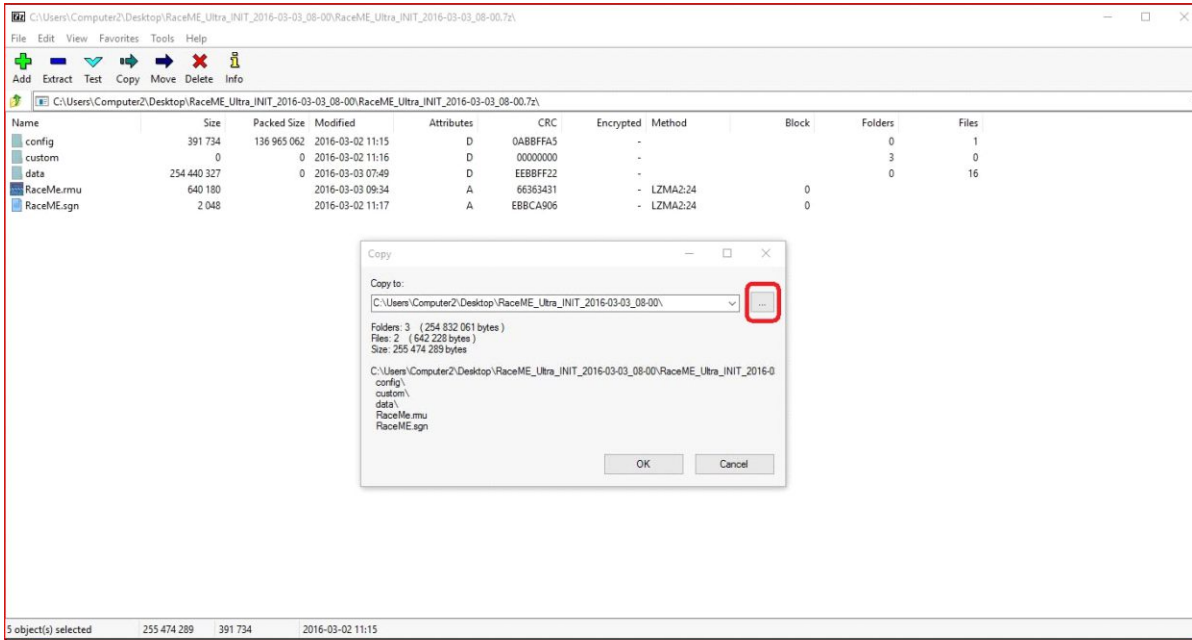 C:\Users\Computer2\Desktop\RaceME_Ultra_INIT_2016-03-03_08-00\RaceME_Ultra_INIT_2016-03-03_08-00.7z\
File Edit View Favorites Tools Help
Add Extract Test Copy Move Delete Info
C:\Users\Computer2\Desktop\RaceME_Ultra_INIT_2016-03-03_08-00\RaceME_Ultra_INIT_2016-03-03_08-00.7z\
Name Size Packed Size Modified Attributes CRC Encrypted Method Block Folders Files
config 391 734 136 965 062 2016-03-02 11:15 D 0ABBFFA5 - 0 1
custom 0 0 2016-03-02 11:16 D 00000000 - 3 0
data 254 440 327 0 2016-03-03 07:49 D EEBBFF22 - 0 16
RaceMe.rmu 640 180 2016-03-03 09:34 A 66363431 - LZMA2:24 0
RaceME.sgn 2 048 2016-03-02 11:17 A EBBCA906 - LZMA2:24 0
Copy
Copy to:
C:\Users\Computer2\Desktop\RaceME_Ultra_INIT_2016-03-03_08-00\ ...
Folders: 3 ( 254 832 061 bytes )
Files: 2 ( 642 228 bytes )
Size: 255 474 289 bytes
C:\Users\Computer2\Desktop\RaceME_Ultra_INIT_2016-03-03_08-00\RaceME_Ultra_INIT_2016-0
config\
custom\
data\
RaceMe.rmu
RaceME.sgn
OK Cancel
5 object(s) selected 255 474 289 391 734 2016-03-02 11:15